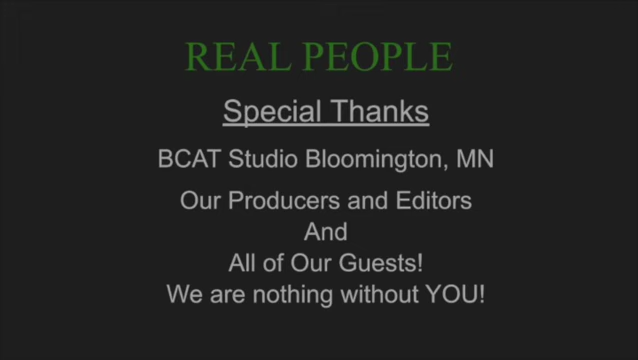 REAL PEOPLE
Special Thanks
BCAT Studio Bloomington, MN
Our Producers and Editors
And
All of Our Guests!
We are nothing without YOU!